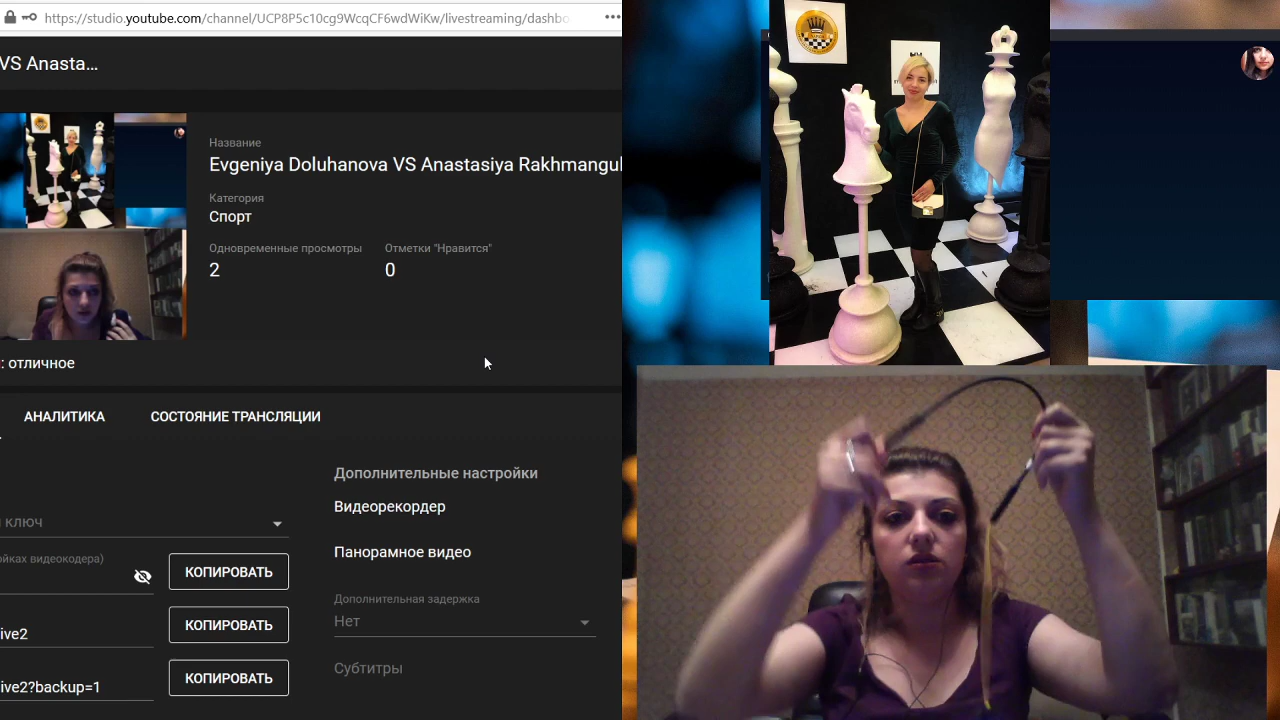 https://studio.youtube.com/channel/UCP8P5c10cg9WcqCF6wdWiKw/livestreaming/dashbo
VS Anasta...
Название
Evgeniya Doluhanova VS Anastasiya Rakhmangul
Категория
Спорт
Одновременные просмотры
Отметки "Нравится"
2
0
: отличное
АНАЛИТИКА
СОСТОЯНИЕ ТРАНСЛЯЦИИ
Дополнительные настройки
Видеорекордер
КЛЮЧ
Панорамное видео
ойках видеокодера)
КОПИРОВАТЬ
Дополнительная задержка
Нет
ive2
КОПИРОВАТЬ
Субтитры
ive2?backup=1
КОПИРОВАТЬ